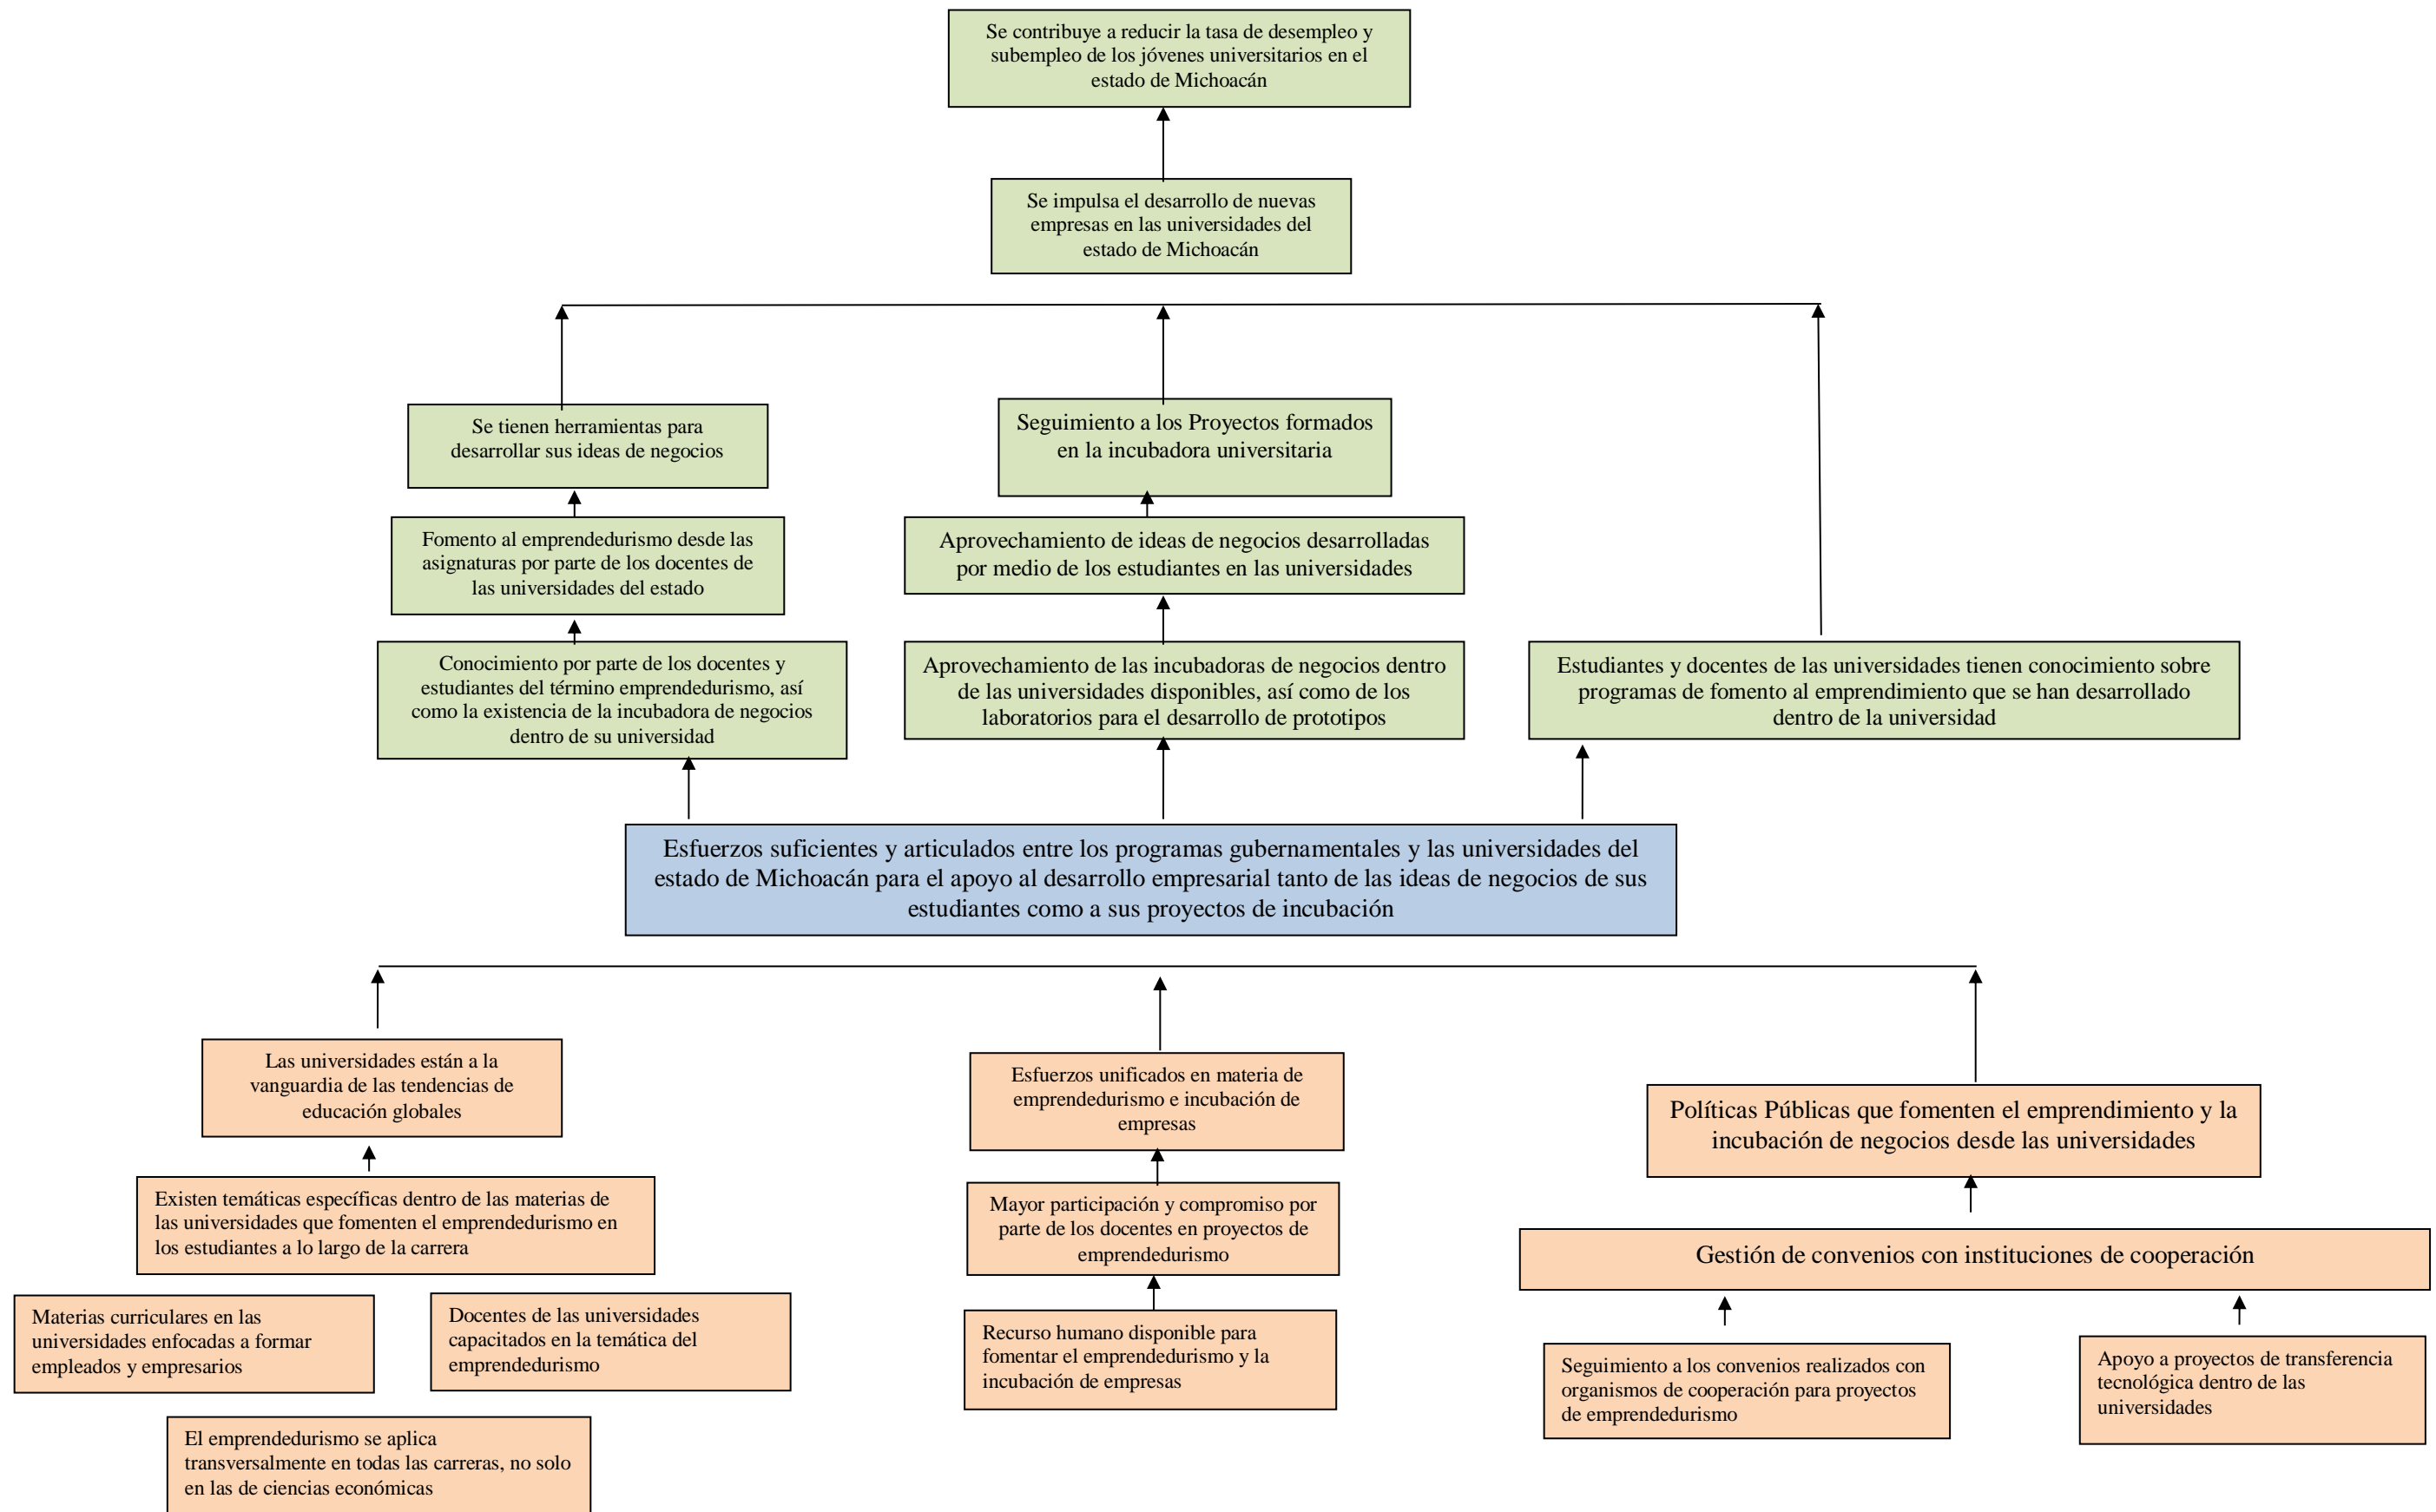 Se contribuye a reducir la tasa de desempleo y
subempleo de los jóvenes universitarios en el
estado de Michoacán
Se impulsa el desarrollo de nuevas
empresas en las universidades del
estado de Michoacán
Se tienen herramientas para
desarrollar sus ideas de negocios
Seguimiento a los Proyectos formados
en la incubadora universitaria
Fomento al emprendedurismo desde las
asignaturas por parte de los docentes de
las universidades del estado
Aprovechamiento de ideas de negocios desarrolladas
por medio de los estudiantes en las universidades
Conocimiento por parte de los docentes y
estudiantes del término emprendedurismo, así
como la existencia de la incubadora de negocios
dentro de su universidad
Aprovechamiento de las incubadoras de negocios dentro
de las universidades disponibles, así como de los
laboratorios para el desarrollo de prototipos
Estudiantes y docentes de las universidades tienen conocimiento sobre
programas de fomento al emprendimiento que se han desarrollado
dentro de la universidad
Esfuerzos suficientes y articulados entre los programas gubernamentales y las universidades del
estado de Michoacán para el apoyo al desarrollo empresarial tanto de las ideas de negocios de sus
estudiantes como a sus proyectos de incubación
Las universidades están a la
vanguardia de las tendencias de
educación globales
Esfuerzos unificados en materia de
emprendedurismo e incubación de
empresas
Políticas Públicas que fomenten el emprendimiento y la
incubación de negocios desde las universidades
Existen temáticas específicas dentro de las materias de
las universidades que fomenten el emprendedurismo en
los estudiantes a lo largo de la carrera
Mayor participación y compromiso por
parte de los docentes en proyectos de
emprendedurismo
Gestión de convenios con instituciones de cooperación
Materias curriculares en las
universidades enfocadas a formar
empleados y empresarios
Docentes de las universidades
capacitados en la temática del
emprendedurismo
Recurso humano disponible para
fomentar el emprendedurismo y la
incubación de empresas
Seguimiento a los convenios realizados con
organismos de cooperación para proyectos
de emprendedurismo
Apoyo a proyectos de transferencia
tecnológica dentro de las
universidades
El emprendedurismo se aplica
transversalmente en todas las carreras, no solo
en las de ciencias económicas